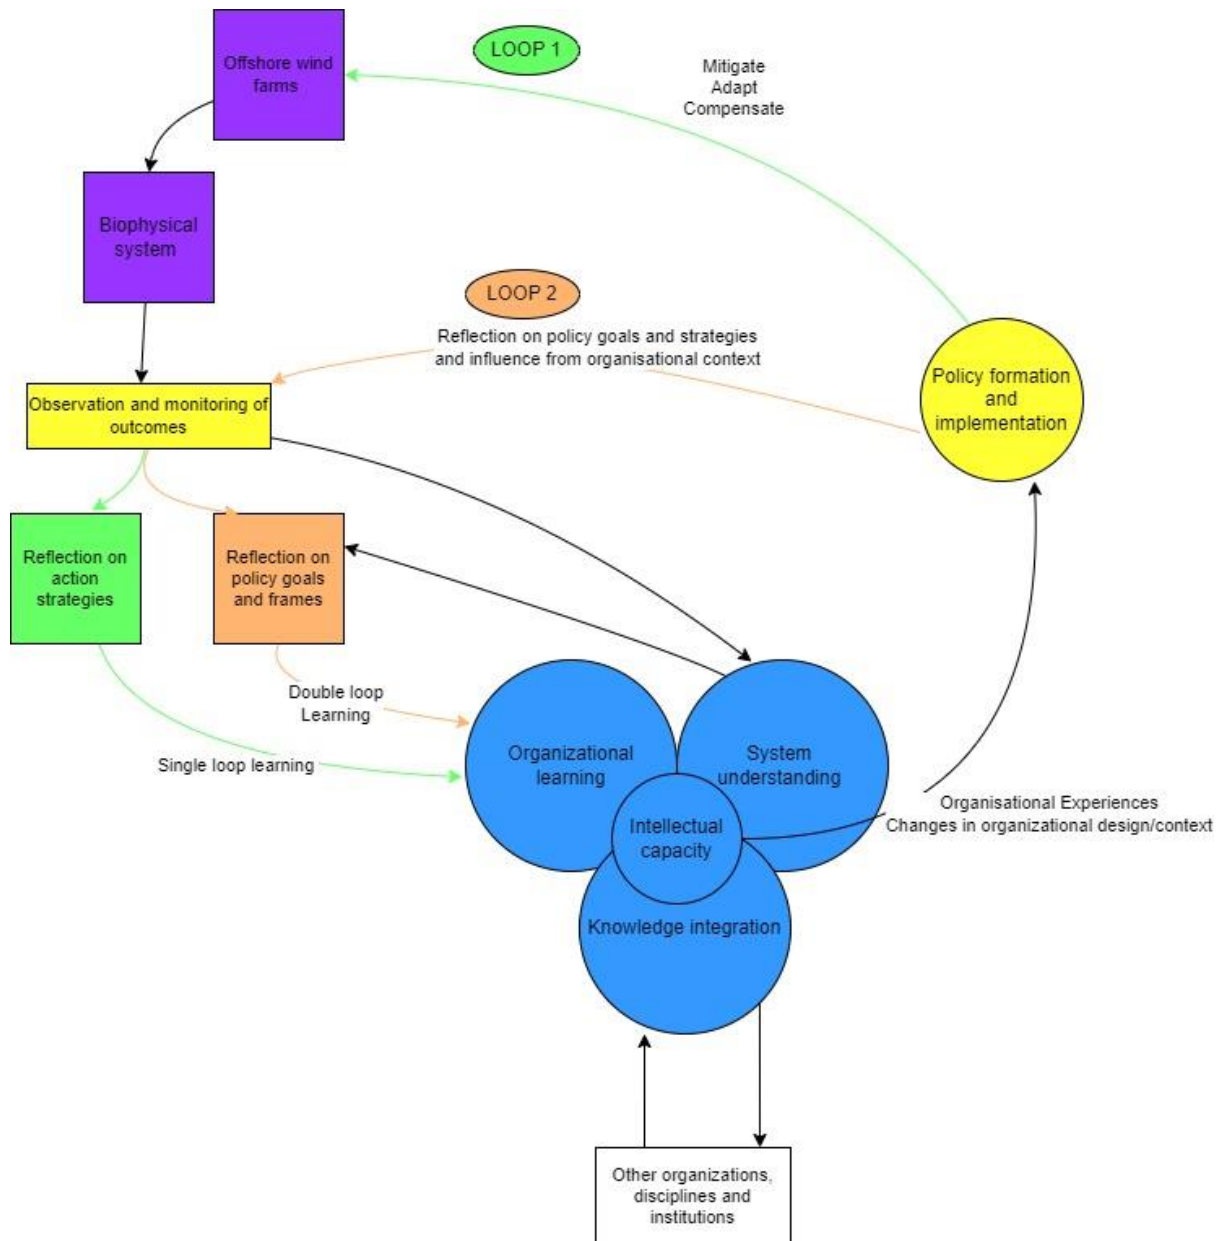 Offshore wind
farms
LOOP 1
Mitigate
Adapt
Compensate
Biophysical
system
LOOP 2
Reflection on policy goals and strategies
and influence from organisational context
Policy formation
and
implementation
Observation and monitoring of
outcomes
Reflection on
action
strategies
Reflection on
policy goals
and frames
Double loop
Learning
Single loop learning
Organizational
learning
System
understanding
Intellectual
capacity
Organisational Experiences
Changes in organizational design/context
Knowledge integration
Other organizations,
disciplines and
institutions